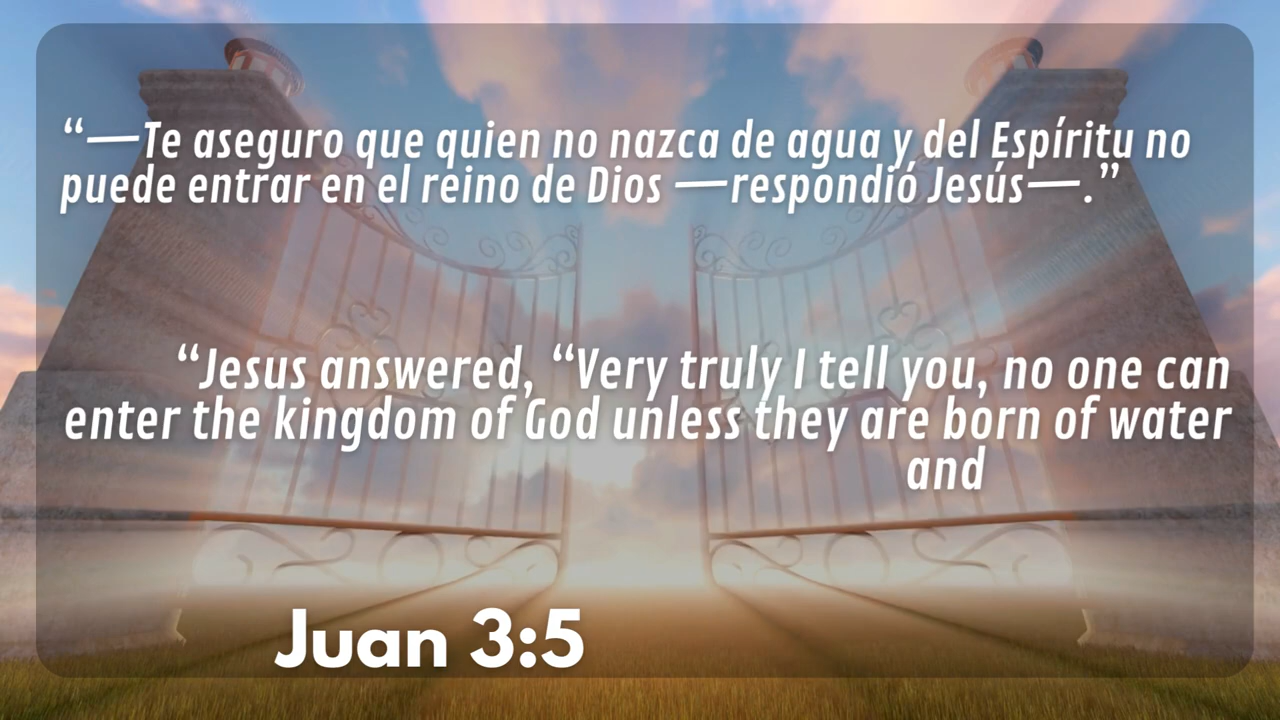 “—Te aseguro que quien no nazca de agua y del Espíritu no
puede entrar en el reino de Dios —respondió Jesús—.”
“Jesus answered, “Very truly I tell you, no one can
enter the kingdom of God unless they are born of water
and
Juan 3:5